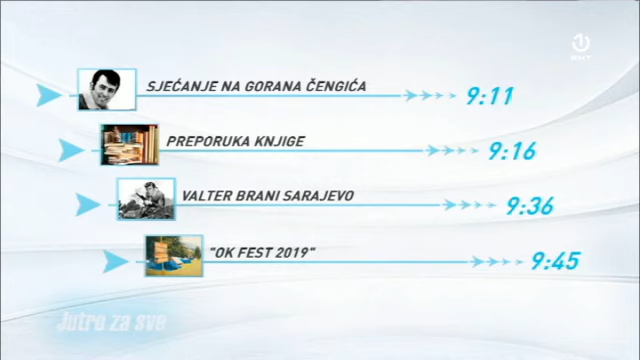 SJEĆANJE NA GORANA ČENGIĆA 9:11
PREPORUKA KNJIGE 9:16
VALTER BRANI SARAJEVO 9:36
"OK FEST 2019" 9:45
Jutro za sve
BHT